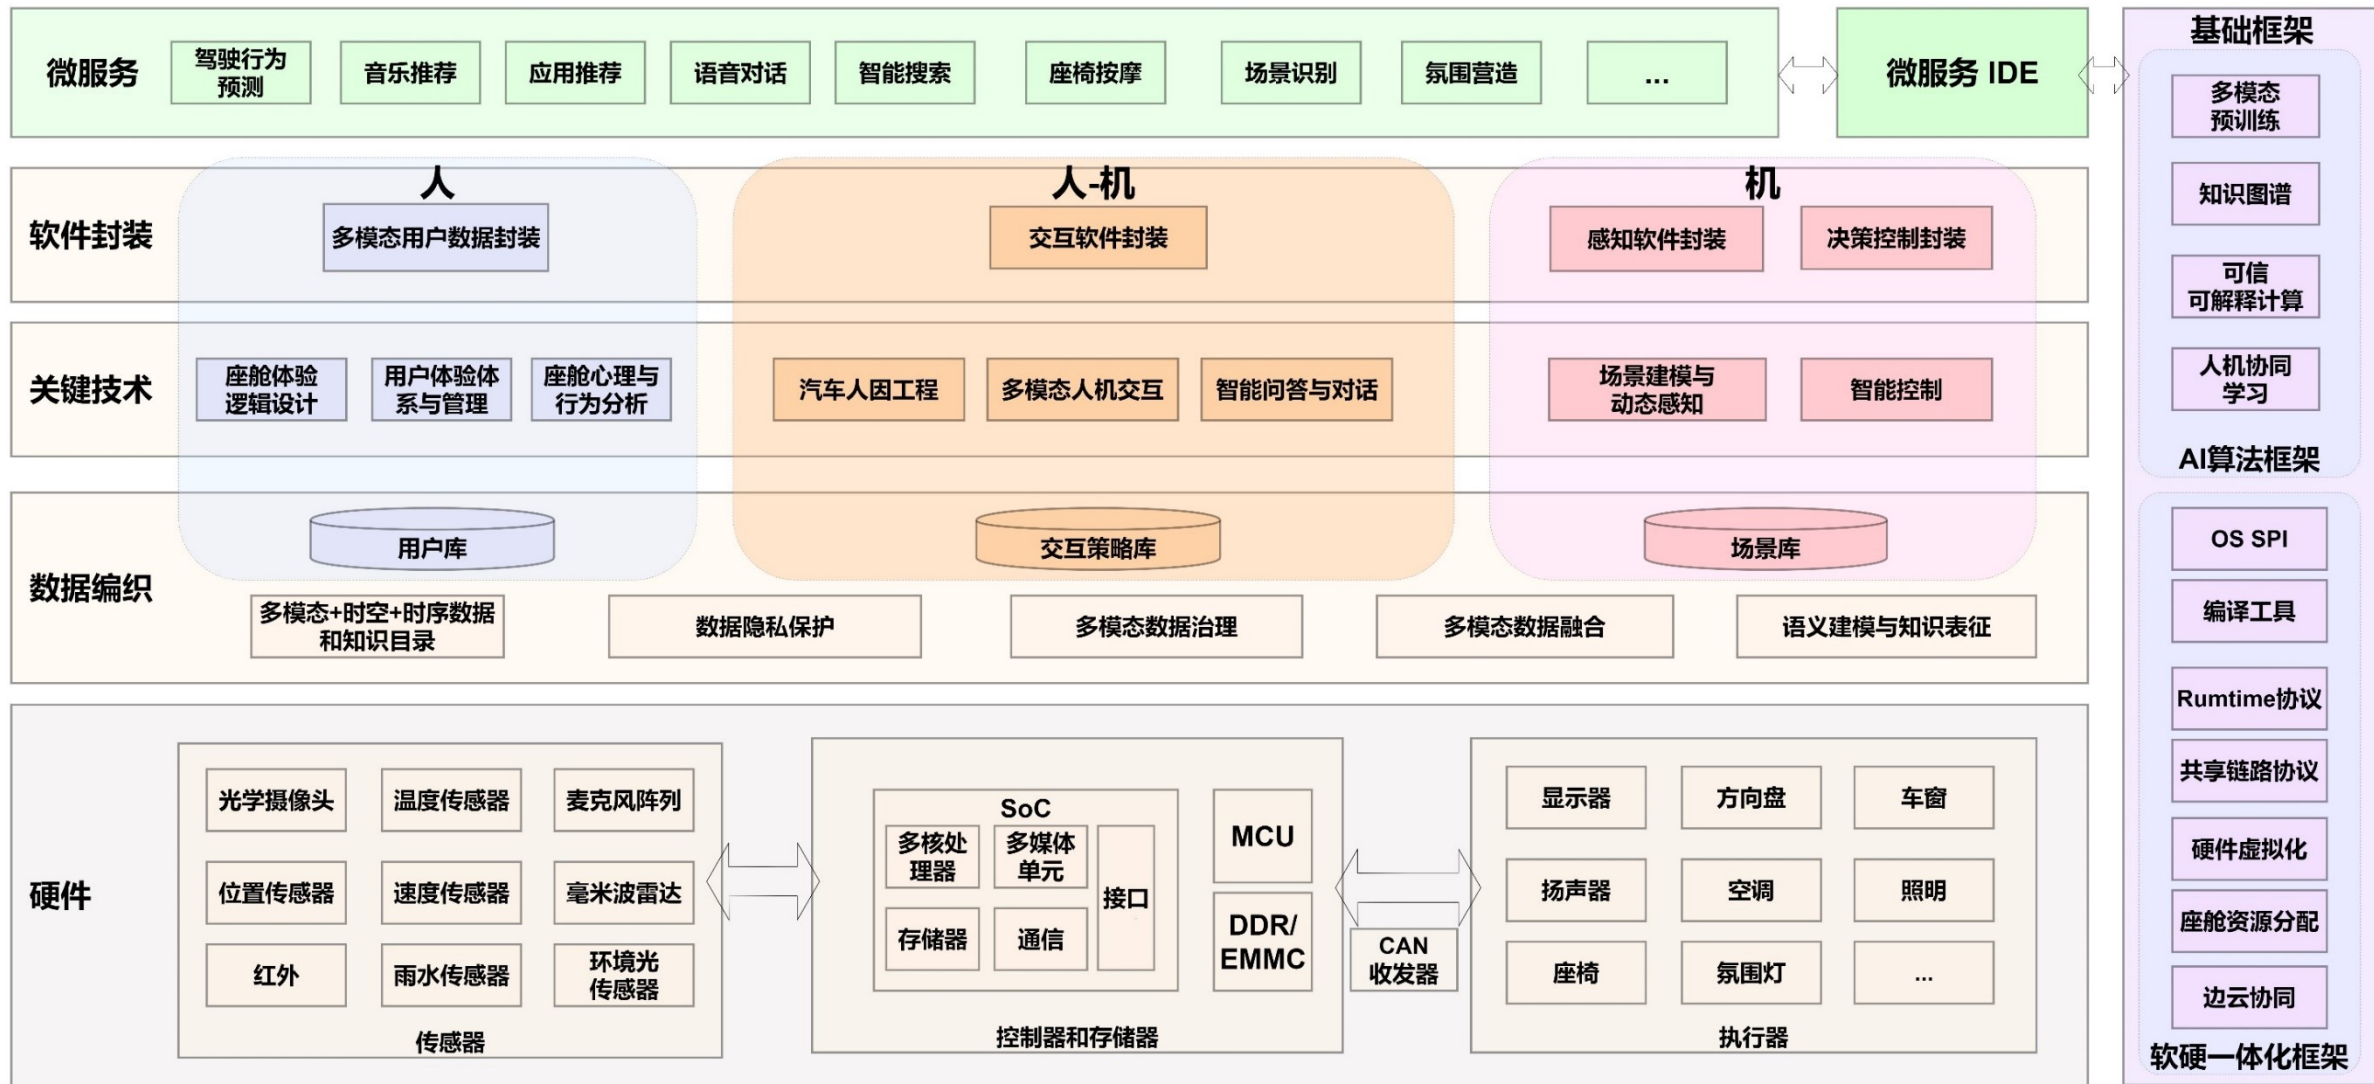 微服务
驾驶行为
预测
音乐推荐
应用推荐
语音对话
智能搜索
座椅按摩
场景识别
氛围营造
...
微服务 IDE
人
人-机
机
软件封装
多模态用户数据封装
交互软件封装
感知软件封装
决策控制封装
关键技术
座舱体验
逻辑设计
用户体验体
系与管理
座舱心理与
行为分析
汽车人因工程
多模态人机交互
智能问答与对话
场景建模与
动态感知
智能控制
数据编织
用户库
交互策略库
场景库
多模态+时空+时序数据
和知识目录
数据隐私保护
多模态数据治理
多模态数据融合
语义建模与知识表征
硬件
光学摄像头
温度传感器
麦克风阵列
位置传感器
速度传感器
毫米波雷达
红外
雨水传感器
环境光
传感器
传感器
SoC
多核处
理器
多媒体
单元
接口
存储器
通信
MCU
DDR/
EMMC
控制器和存储器
CAN
收发器
显示器
方向盘
车窗
扬声器
空调
照明
座椅
氛围灯
...
执行器
基础框架
多模态
预训练
知识图谱
可信
可解释计算
人机协同
学习
AI算法框架
OS SPI
编译工具
Rumtime协议
共享链路协议
硬件虚拟化
座舱资源分配
边云协同
软硬一体化框架